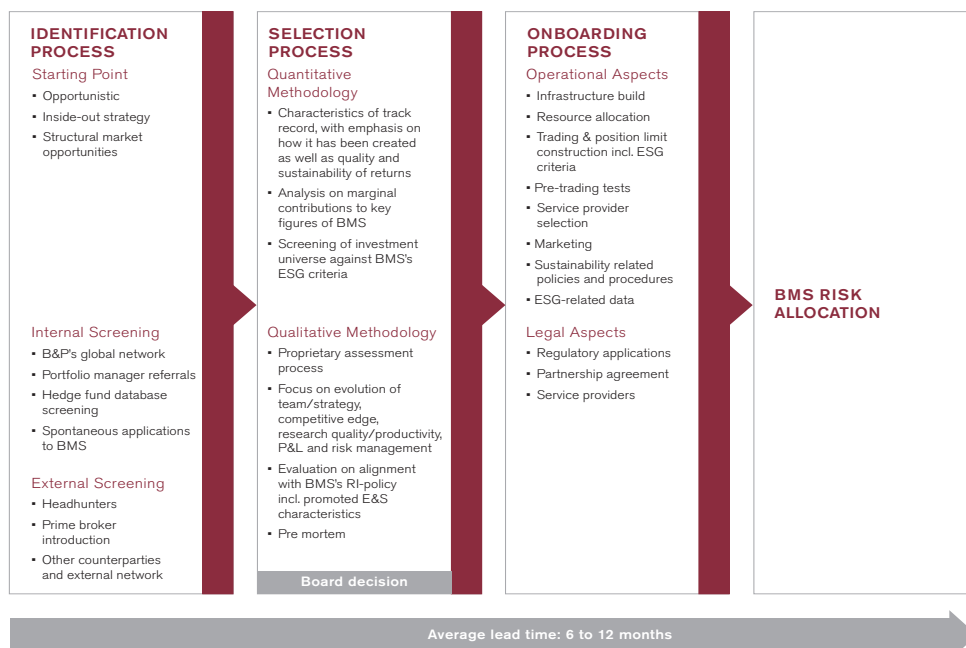 IDENTIFICATION
PROCESS
Starting Point
▪ Opportunistic
▪ Inside-out strategy
▪ Structural market
opportunities
Internal Screening
▪ B&P's global network
▪ Portfolio manager referrals
▪ Hedge fund database
screening
▪ Spontaneous applications
to BMS
External Screening
▪ Headhunters
▪ Prime broker
introduction
▪ Other counterparties
and external network
SELECTION
PROCESS
Quantitative
Methodology
▪ Characteristics of track
record, with emphasis on
how it has been created
as well as quality and
sustainability of returns
▪ Analysis on marginal
contributions to key
figures of BMS
▪ Screening of investment
universe against BMS's
ESG criteria
Qualitative Methodology
▪ Proprietary assessment
process
▪ Focus on evolution of
team/strategy,
competitive edge,
research quality/productivity,
P&L and risk management
▪ Evaluation on alignment
with BMS's RI-policy
incl. promoted E&S
characteristics
▪ Pre mortem
Board decision
ONBOARDING
PROCESS
Operational Aspects
▪ Infrastructure build
▪ Resource allocation
▪ Trading & position limit
construction incl. ESG
criteria
▪ Pre-trading tests
▪ Service provider
selection
▪ Marketing
▪ Sustainability related
policies and procedures
▪ ESG-related data
Legal Aspects
▪ Regulatory applications
▪ Partnership agreement
▪ Service providers
BMS RISK
ALLOCATION
Average lead time: 6 to 12 months